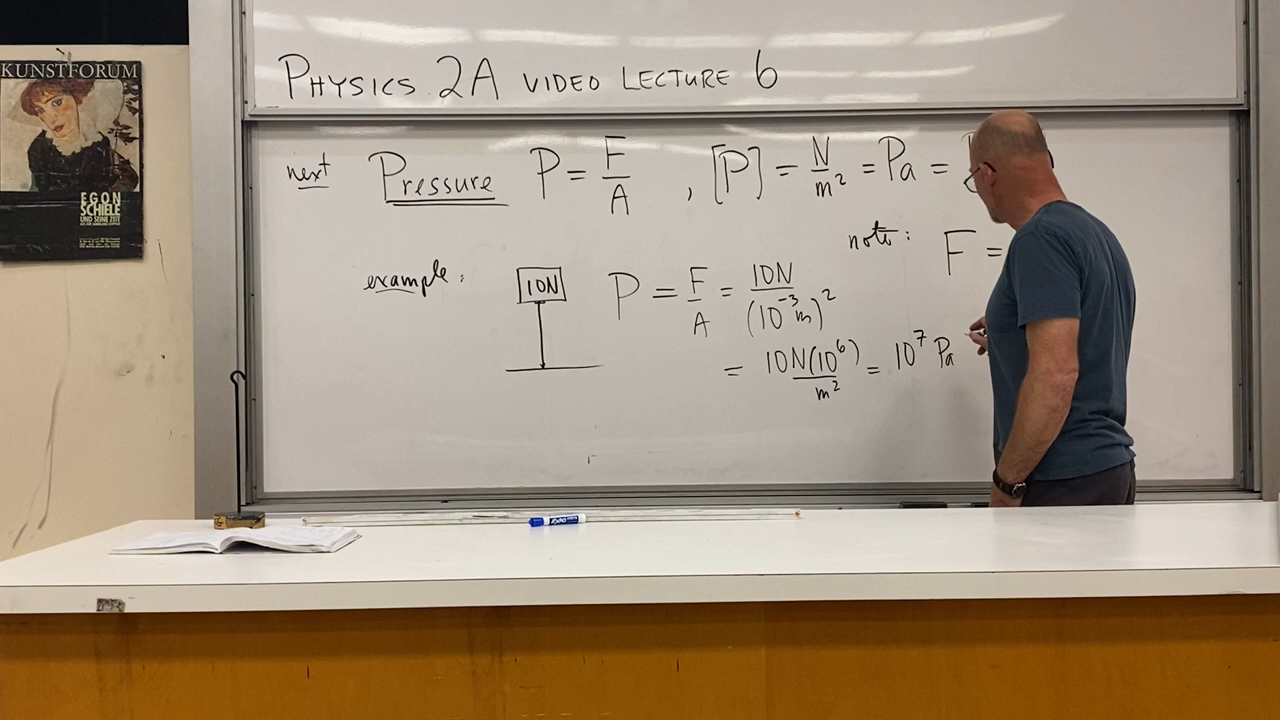 KUNSTFORUM
EGON
SCHIELE
UND SEINE ZEIT
PHYSICS 2A VIDEO LECTURE 6
next Pressure P = F/A , [P] = N/m² = Pa =
note: F =
example: 10N P = F/A = 10N/(10⁻³m)²
= 10N(10⁶)/m² = 10⁷ Pa
EXPO